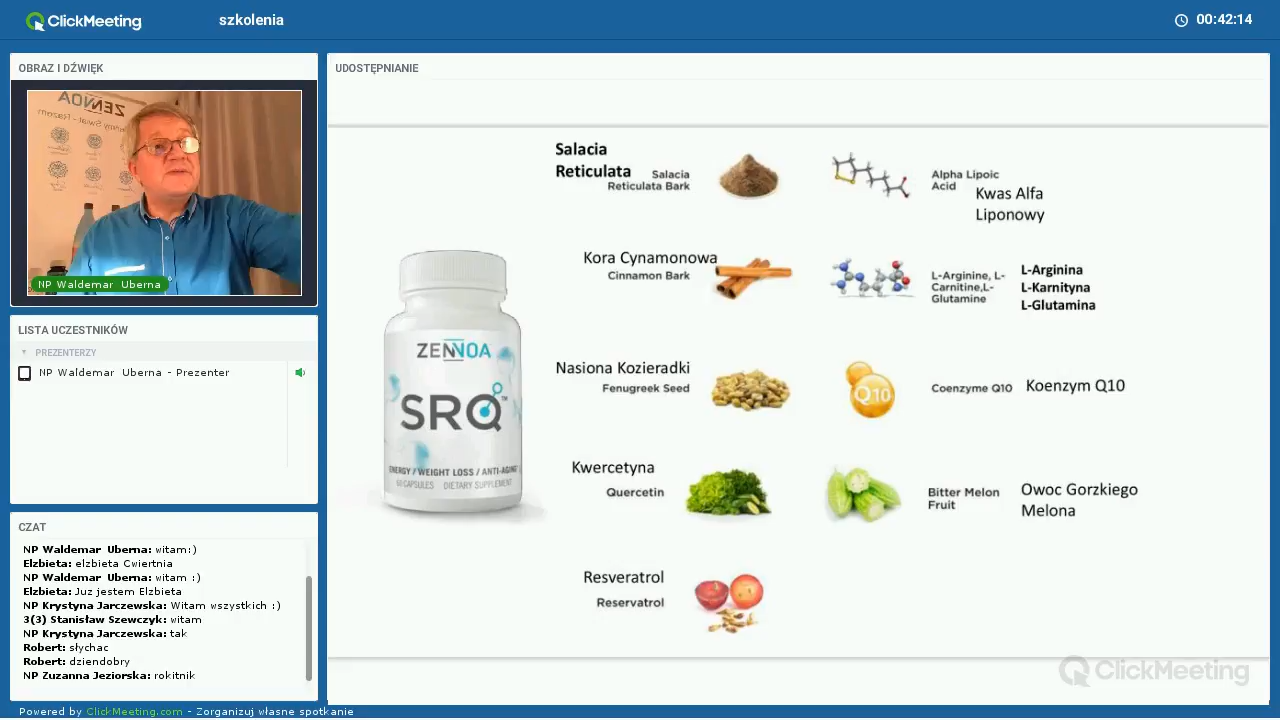 ClickMeeting
szkolenia
00:42:14
OBRAZ I DŹWIĘK
ZENNOA
NP Waldemar Uberna
LISTA UCZESTNIKÓW
PREZENTERZY
NP Waldemar Uberna - Prezenter
CZAT
NP Waldemar Uberna: witam:)
Elzbieta: elzbieta Cwiertnia
NP Waldemar Uberna: witam :)
Elzbieta: Juz jestem Elzbieta
NP Krystyna Jarczewska: Witam wszystkich :)
3(3) Stanisław Szewczyk: witam
NP Krystyna Jarczewska: tak
Robert: słychac
Robert: dziendobry
NP Zuzanna Jeziorska: rokitnik
UDOSTĘPNIANIE
ZENNOA
SRQ™
ENERGY / WEIGHT LOSS / ANTI-AGING
60 CAPSULES DIETARY SUPPLEMENT
Salacia
Reticulata
Salacia
Reticulata Bark
Kora Cynamonowa
Cinnamon Bark
Nasiona Kozieradki
Fenugreek Seed
Kwercetyna
Quercetin
Resveratrol
Reservatrol
Alpha Lipoic
Acid
Kwas Alfa
Liponowy
L-Arginine, L-
Carnitine,L-
Glutamine
L-Arginina
L-Karnityna
L-Glutamina
Q10
Coenzyme Q10
Koenzym Q10
Bitter Melon
Fruit
Owoc Gorzkiego
Melona
ClickMeeting
Powered by ClickMeeting.com - Zorganizuj własne spotkanie